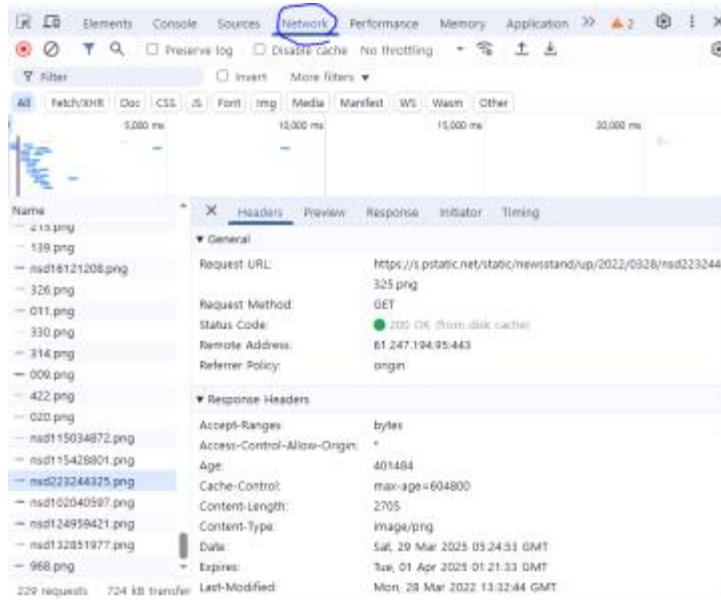 Elements Console Sources Network Performance Memory Application 2
Preserve log Disable cache No throttling
Filter Invert More filters
All Fetch/XHR Doc CSS JS Font Img Media Manifest WS Wasm Other
5,000 ms 10,000 ms 15,000 ms 20,000 ms
Name
215.png
139.png
nsd16121208.png
326.png
011.png
330.png
314.png
009.png
422.png
020.png
nsd115034872.png
nsd115428801.png
nsd223244325.png
nsd102040597.png
nsd124959421.png
nsd132851977.png
968.png
229 requests 724 kB transfer
Headers Preview Response Initiator Timing
General
Request URL: https://s.pstatic.net/static/newsstand/up/2022/0328/nsd223244
325.png
Request Method: GET
Status Code: 200 OK (from disk cache)
Remote Address: 61.247.194.95:443
Referrer Policy: origin
Response Headers
Accept-Ranges: bytes
Access-Control-Allow-Origin: *
Age: 401484
Cache-Control: max-age=604800
Content-Length: 2705
Content-Type: image/png
Date: Sat, 29 Mar 2025 05:24:53 GMT
Expires: Tue, 01 Apr 2025 01:21:33 GMT
Last-Modified: Mon, 28 Mar 2022 13:32:44 GMT